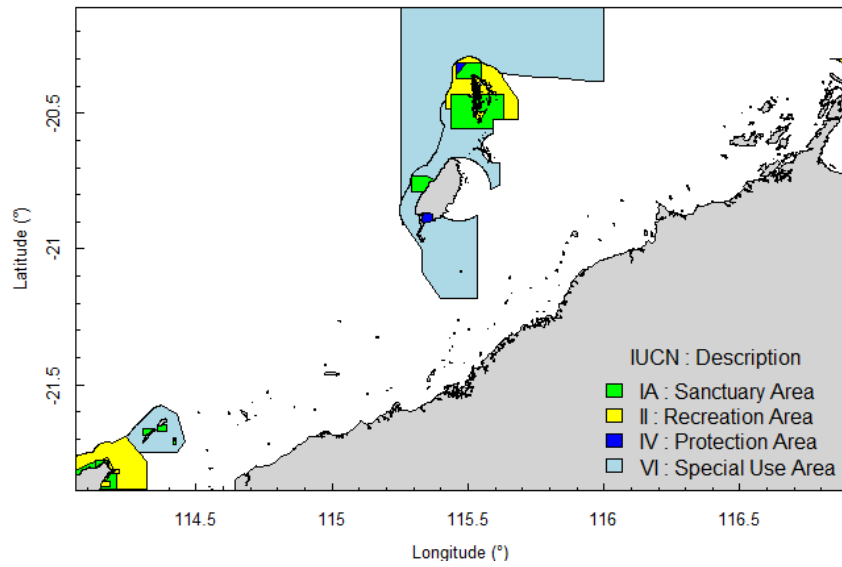 -20.5
-21
-21.5
Latitude (°)
IUCN : Description
IA : Sanctuary Area
II : Recreation Area
IV : Protection Area
VI : Special Use Area
114.5 115 115.5 116 116.5
Longitude (°)